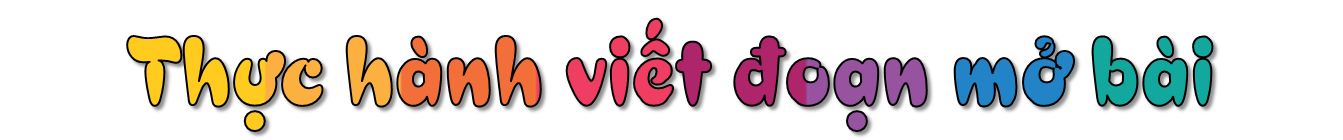 Thực hành viết đoạn mở bài